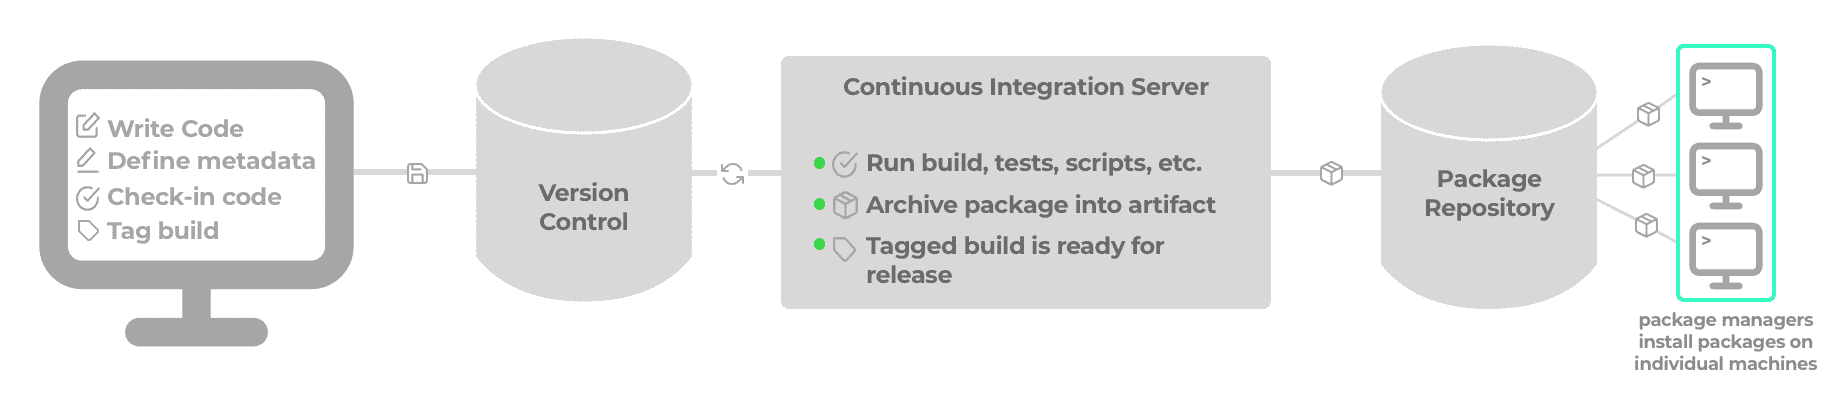 Write Code
Define metadata
Check-in code
Tag build
Version
Control
Continuous Integration Server
Run build, tests, scripts, etc.
Archive package into artifact
Tagged build is ready for
release
Package
Repository
>
>
>
package managers
install packages on
individual machines